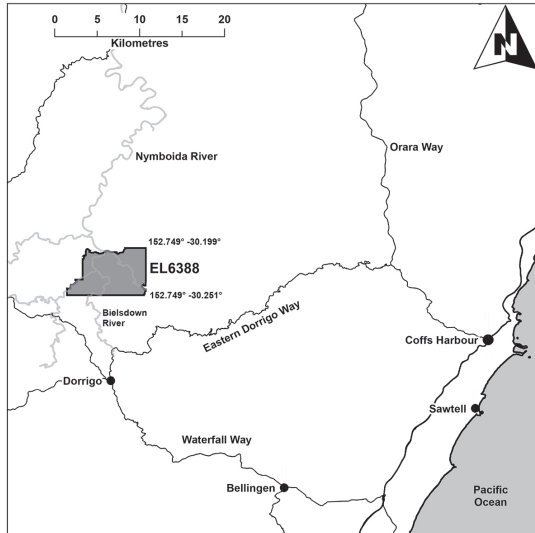 0 5 10 15 20
Kilometres
N
Nymboida River
Orara Way
152.749° -30.199°
EL6388
152.749° -30.251°
Bielsdown
River
Eastern Dorrigo Way
Coffs Harbour
Dorrigo
Sawtell
Waterfall Way
Bellingen
Pacific
Ocean